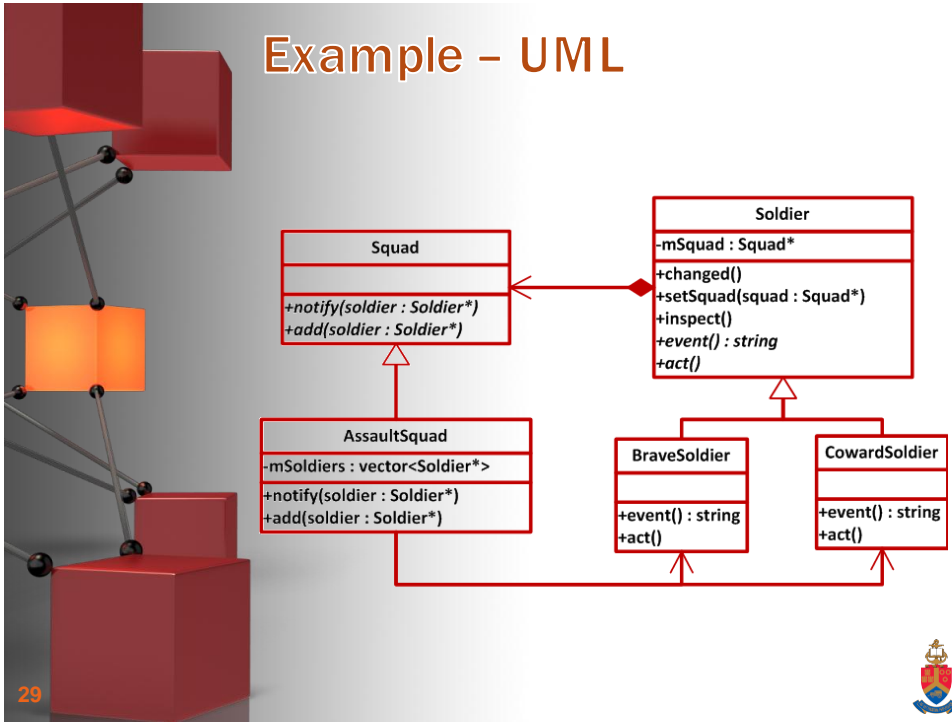 Example – UML
Squad
+notify(soldier : Soldier*)
+add(soldier : Soldier*)
Soldier
-mSquad : Squad*
+changed()
+setSquad(squad : Squad*)
+inspect()
+event() : string
+act()
AssaultSquad
-mSoldiers : vector<Soldier*>
+notify(soldier : Soldier*)
+add(soldier : Soldier*)
BraveSoldier
+event() : string
+act()
CowardSoldier
+event() : string
+act()
29